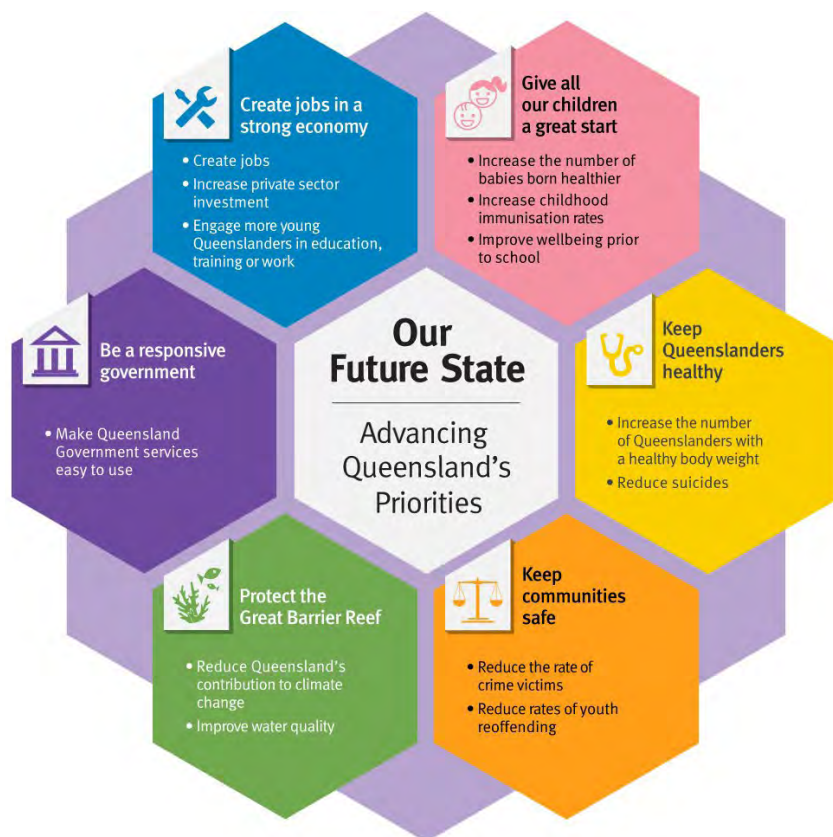 Create jobs in a
strong economy
• Create jobs
• Increase private sector
investment
• Engage more young
Queenslanders in education,
training or work
Give all
our children
a great start
• Increase the number of
babies born healthier
• Increase childhood
immunisation rates
• Improve wellbeing prior
to school
Be a responsive
government
• Make Queensland
Government services
easy to use
Our
Future State
Advancing
Queensland's
Priorities
Keep
Queenslanders
healthy
• Increase the number
of Queenslanders with
a healthy body weight
• Reduce suicides
Protect the
Great Barrier Reef
• Reduce Queensland's
contribution to climate
change
• Improve water quality
Keep
communities
safe
• Reduce the rate of
crime victims
• Reduce rates of youth
reoffending